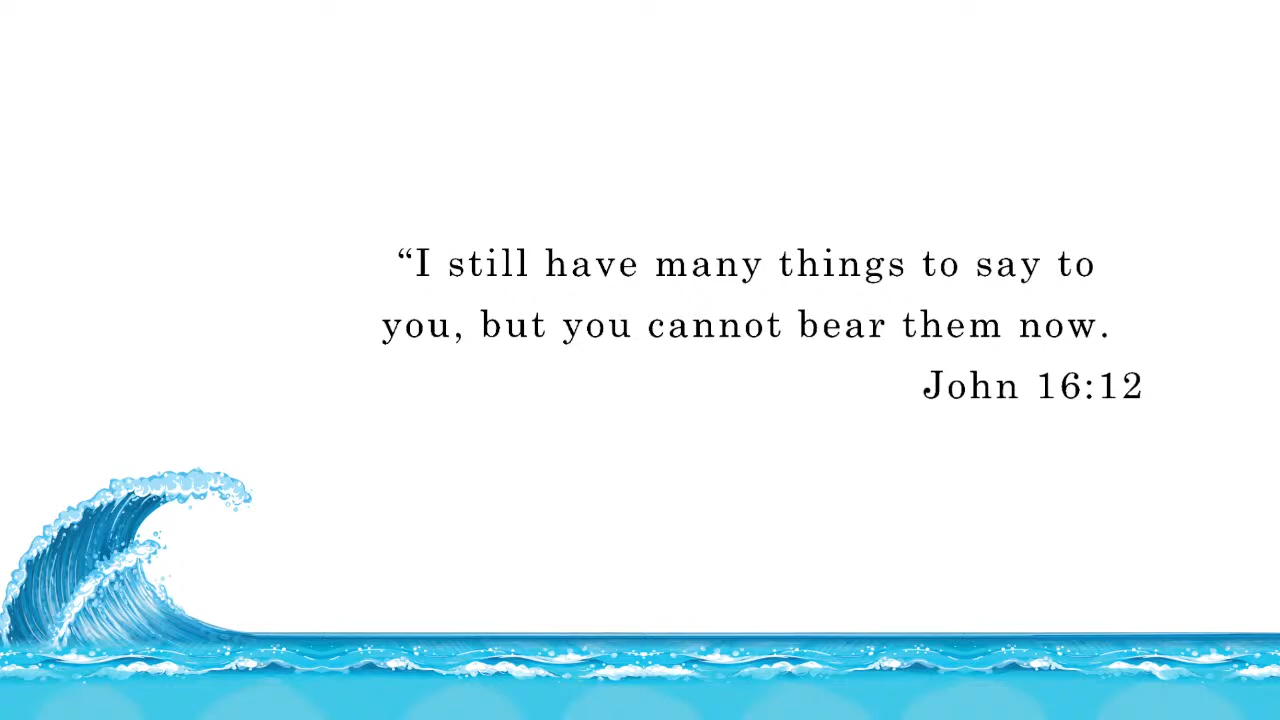 “I still have many things to say to
you, but you cannot bear them now.
John 16:12